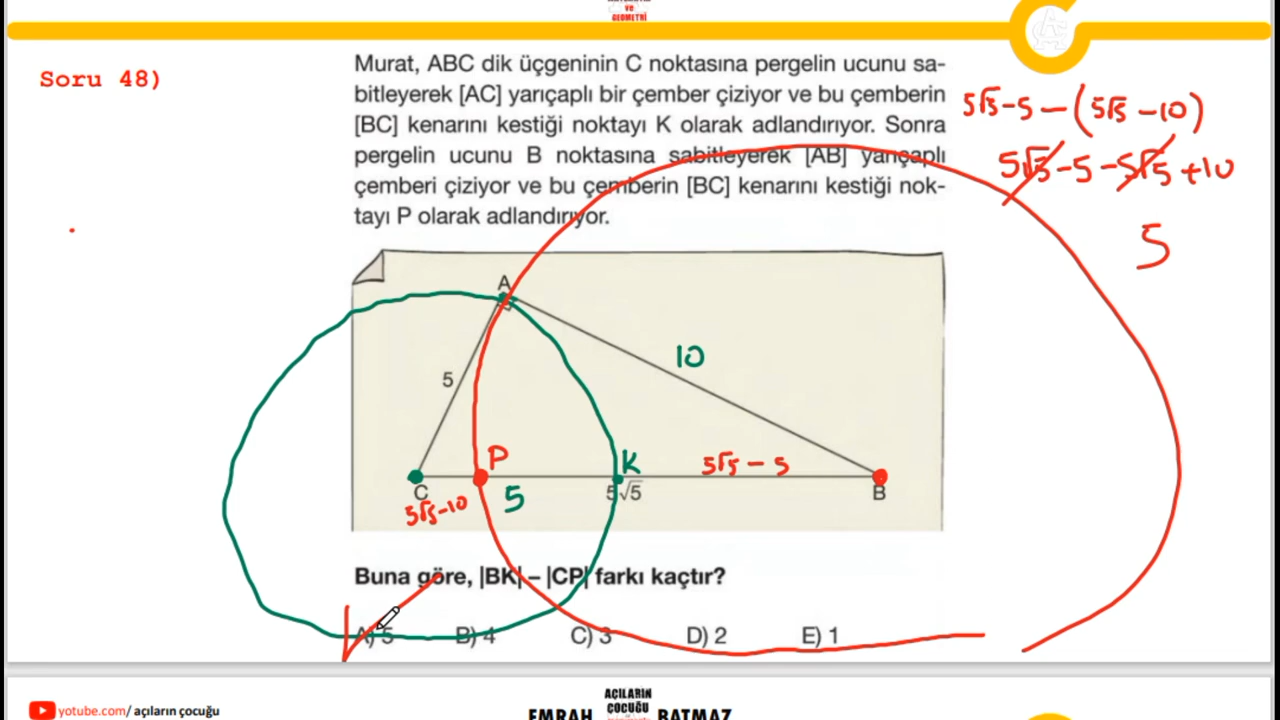 ve
GEOMETRİ
Soru 48)
Murat, ABC dik üçgeninin C noktasına pergelin ucunu sa-
bitleyerek [AC] yarıçaplı bir çember çiziyor ve bu çemberin
[BC] kenarını kestiği noktayı K olarak adlandırıyor. Sonra
pergelin ucunu B noktasına sabitleyerek [AB] yarıçaplı
çemberi çiziyor ve bu çemberin [BC] kenarını kestiği nok-
tayı P olarak adlandırıyor.
5√5-5-(5√5-10)
5√5-5-5√5+10
5
A
10
5
P
K
5√5-5
C
5√5
B
5√5-10
5
Buna göre, |BK| – |CP| farkı kaçtır?
A) 5 B) 4 C) 3 D) 2 E) 1
yotube.com/ açıların çocuğu
AÇILARIN
ÇOCUĞU
EMRAH BATMAZ